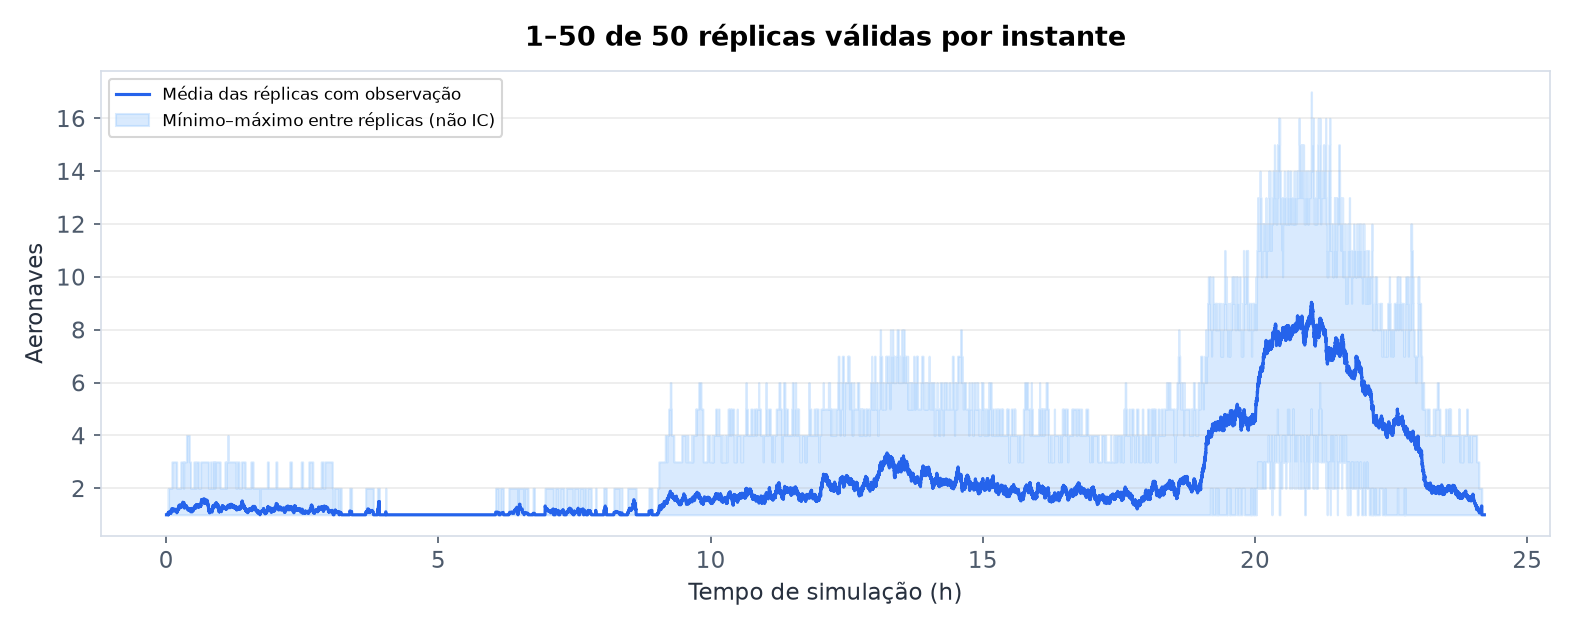 1–50 de 50 réplicas válidas por instante
Média das réplicas com observação
Mínimo–máximo entre réplicas (não IC)
Aeronaves
16
14
12
10
8
6
4
2
0
5
10
15
20
25
Tempo de simulação (h)